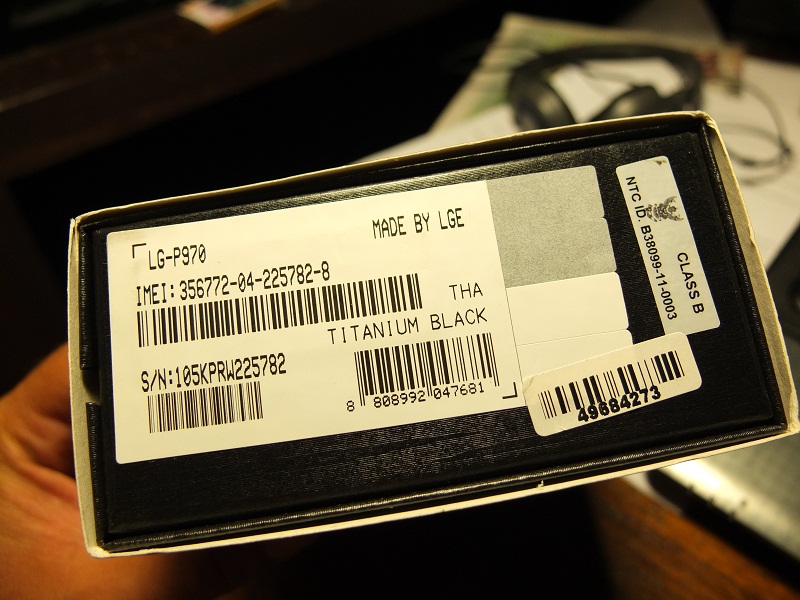 LG-P970
MADE BY LGE
IMEI:356772-04-225782-8
THA
TITANIUM BLACK
S/N:105KPRW225782
8 808992 047681
NTC ID. B38099-11-0003
CLASS B
49684273